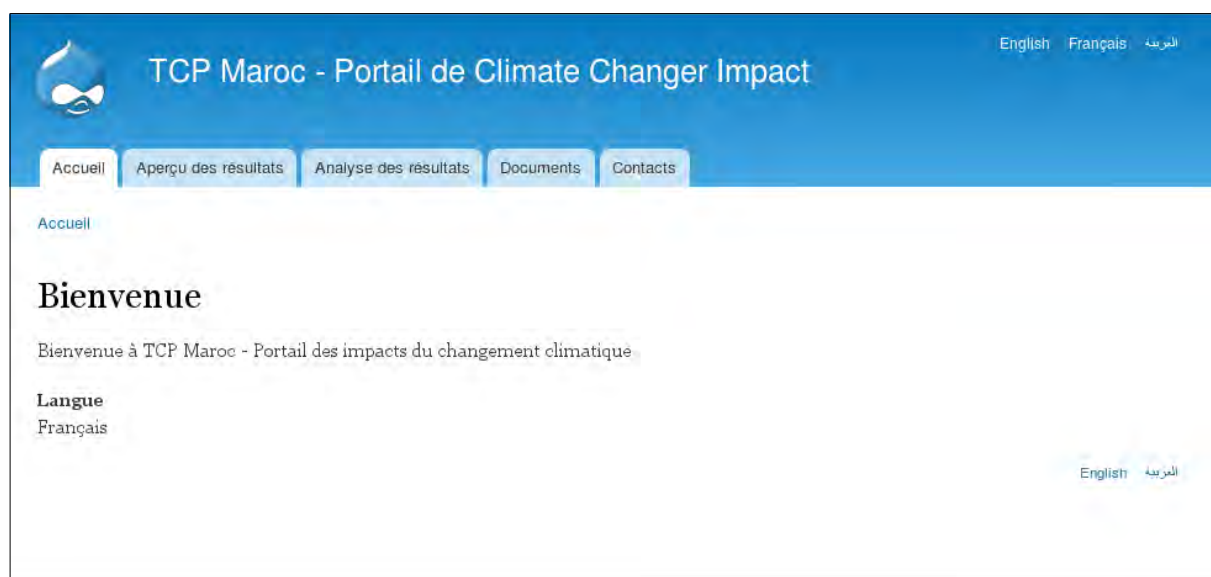 English Français العربية
TCP Maroc - Portail de Climate Changer Impact
Accueil Aperçu des résultats Analyse des résultats Documents Contacts
Accueil
Bienvenue
Bienvenue à TCP Maroc - Portail des impacts du changement climatique
Langue
Français
English العربية